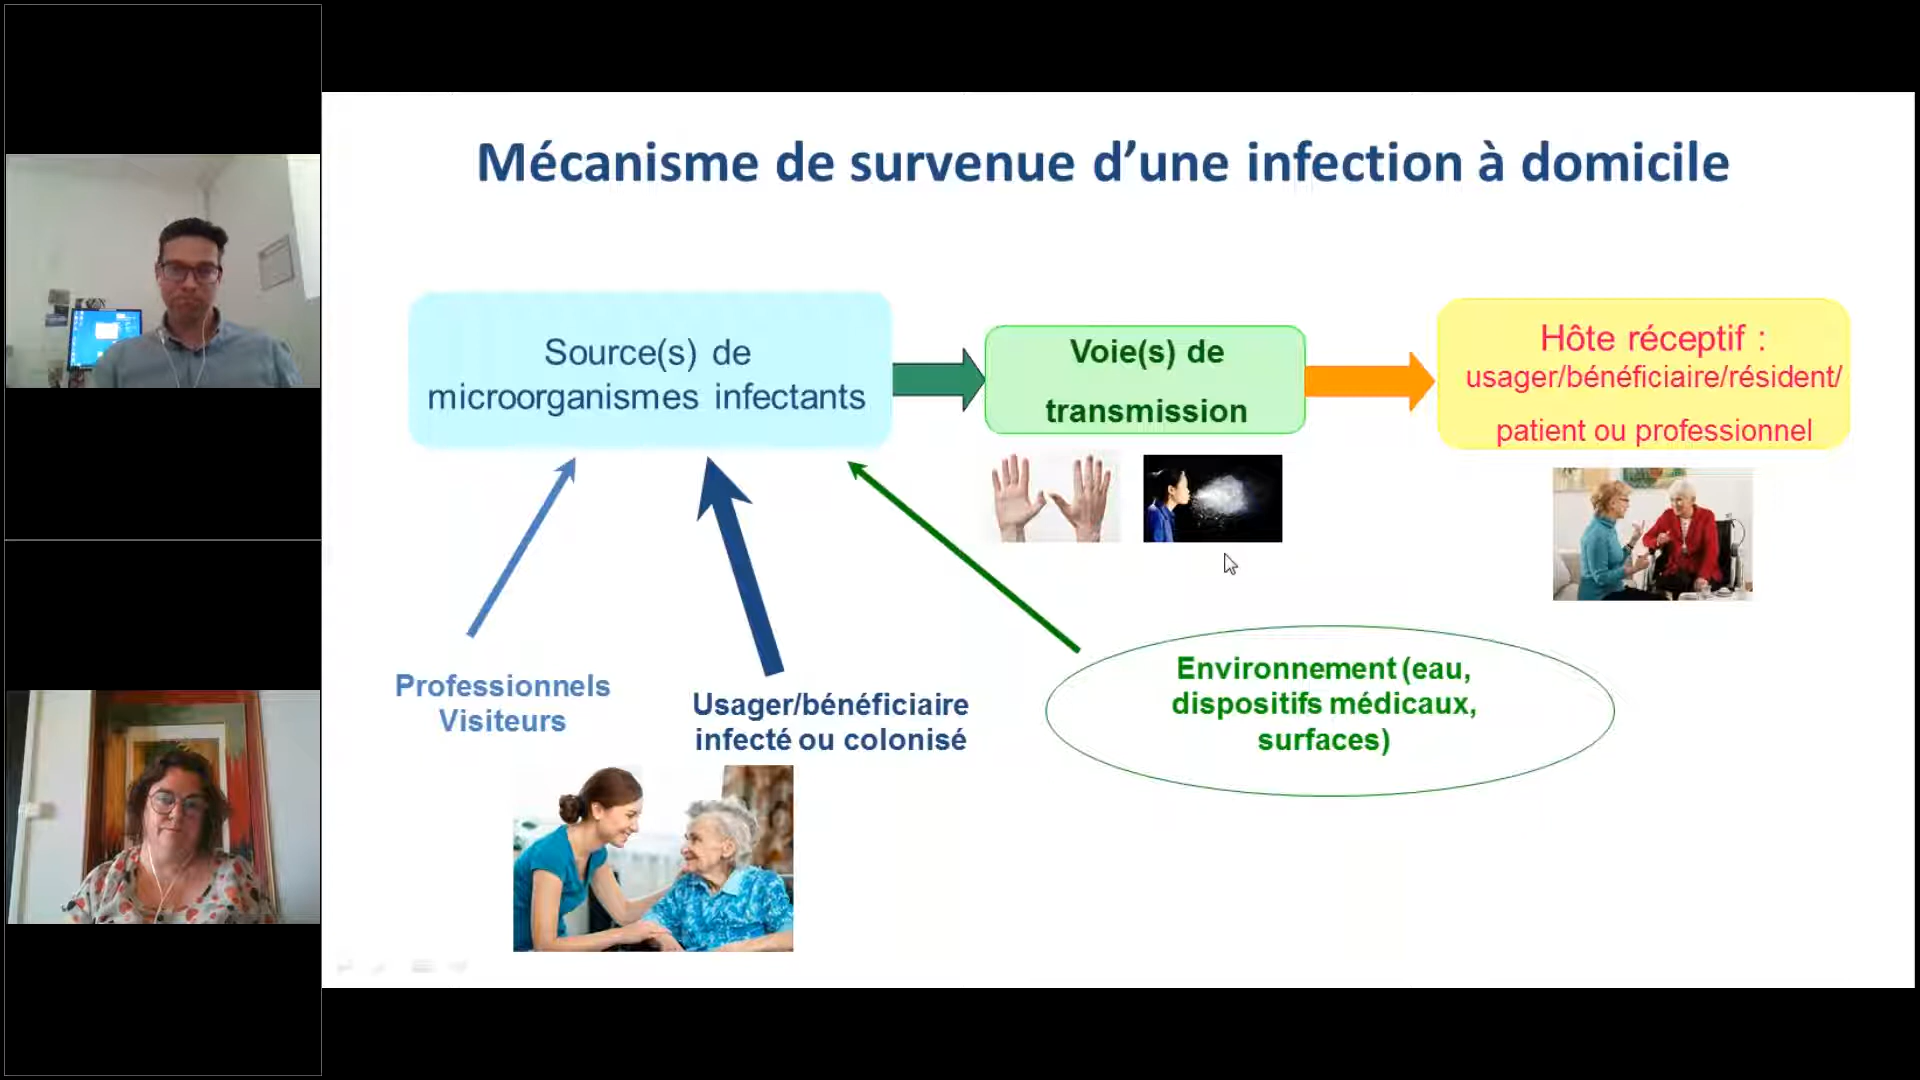 Mécanisme de survenue d’une infection à domicile
Source(s) de
microorganismes infectants
Voie(s) de
transmission
Hôte réceptif :
usager/bénéficiaire/résident/
patient ou professionnel
Professionnels
Visiteurs
Usager/bénéficiaire
infecté ou colonisé
Environnement (eau,
dispositifs médicaux,
surfaces)